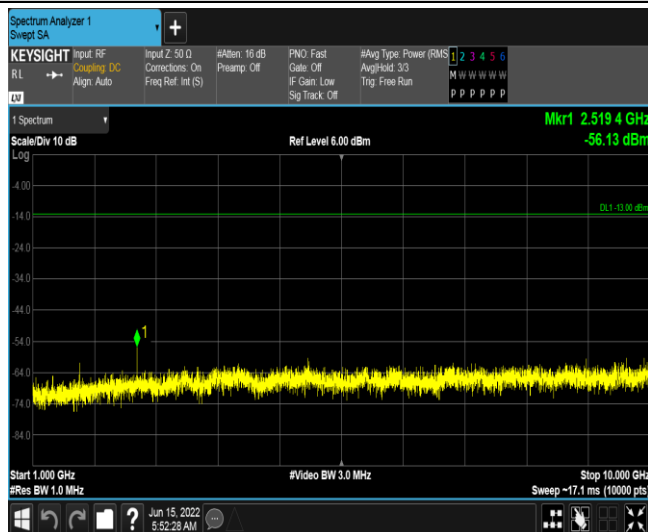 Spectrum Analyzer 1
Swept SA
KEYSIGHT
RL
Input: RF
Coupling: DC
Align: Auto
Input Z: 50 Ω
Corrections: On
Freq Ref: Int (S)
#Atten: 16 dB
Preamp: Off
PNO: Fast
Gate: Off
IF Gain: Low
Sig Track: Off
#Avg Type: Power (RMS
Avg|Hold: 3/3
Trig: Free Run
1 2 3 4 5 6
M W W W W W
P P P P P P
1 Spectrum
Mkr1 2.519 4 GHz
Scale/Div 10 dB
Ref Level 6.00 dBm
-56.13 dBm
Log
-4.00
DL1 -13.00 dBm
-14.0
-24.0
-34.0
-44.0
1
-54.0
-64.0
-74.0
-84.0
Start 1.000 GHz
#Video BW 3.0 MHz
Stop 10.000 GHz
#Res BW 1.0 MHz
Sweep ~17.1 ms (10000 pts)
?
Jun 15, 2022
5:52:28 AM